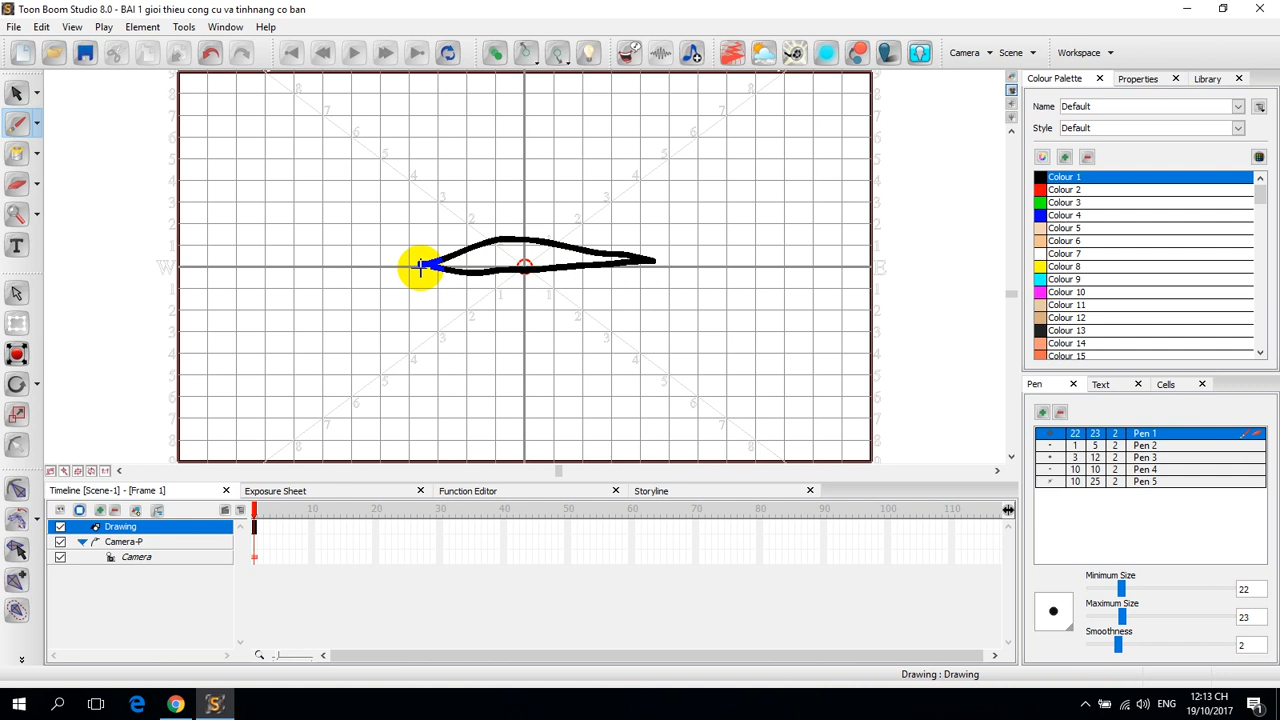 Toon Boom Studio 8.0 - BAI 1 gioi thieu cong cu va tinhnang co ban
File Edit View Play Element Tools Window Help
Camera Scene Workspace
Colour Palette Properties Library
Name Default
Style Default
Colour 1
Colour 2
Colour 3
Colour 4
Colour 5
Colour 6
Colour 7
Colour 8
Colour 9
Colour 10
Colour 11
Colour 12
Colour 13
Colour 14
Colour 15
W E
Pen Text Cells
22 23 2 Pen 1
1 5 2 Pen 2
3 12 2 Pen 3
10 10 2 Pen 4
10 25 2 Pen 5
Minimum Size
22
Maximum Size
23
Smoothness
2
Timeline [Scene-1] - [Frame 1] Exposure Sheet Function Editor Storyline
10 20 30 40 50 60 70 80 90 100 110
Drawing
Camera-P
Camera
Drawing : Drawing
ENG
12:13 CH
19/10/2017